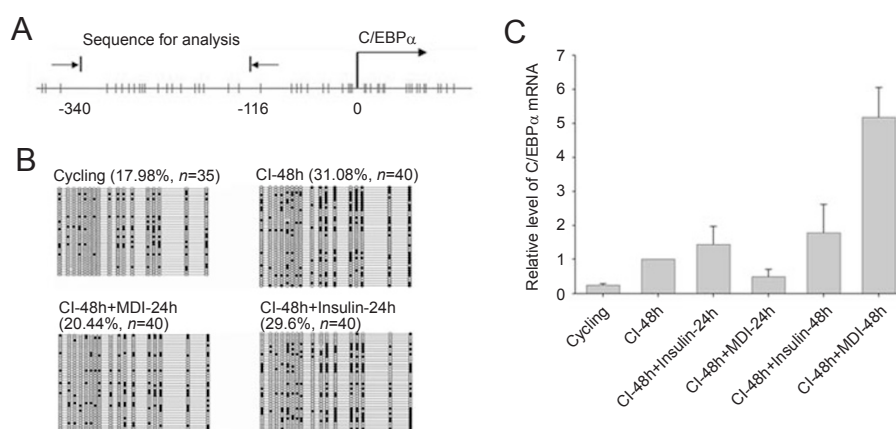 A
Sequence for analysis
C/EBPα
-340
-116
0
B
Cycling (17.98%, n=35)
CI-48h (31.08%, n=40)
CI-48h+MDI-24h
(20.44%, n=40)
CI-48h+Insulin-24h
(29.6%, n=40)
C
Relative level of C/EBPα mRNA
7
6
5
4
3
2
1
0
Cycling
CI-48h
CI-48h+Insulin-24h
CI-48h+MDI-24h
CI-48h+Insulin-48h
CI-48h+MDI-48h